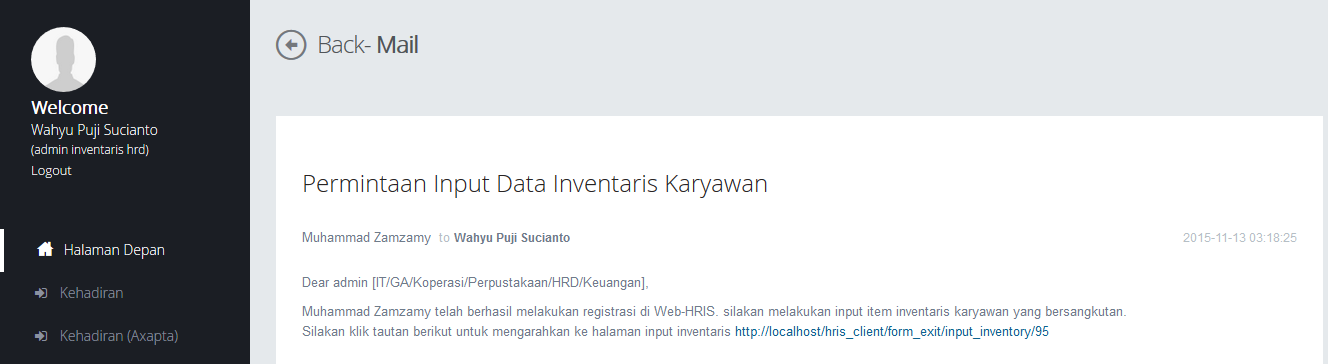 Welcome
Wahyu Puji Sucianto
(admin inventaris hrd)
Logout
Halaman Depan
Kehadiran
Kehadiran (Axapta)
Back- Mail
Permintaan Input Data Inventaris Karyawan
Muhammad Zamzamy to Wahyu Puji Sucianto 2015-11-13 03:18:25
Dear admin [IT/GA/Koperasi/Perpustakaan/HRD/Keuangan],
Muhammad Zamzamy telah berhasil melakukan registrasi di Web-HRIS. silakan melakukan input item inventaris karyawan yang bersangkutan.
Silakan klik tautan berikut untuk mengarahkan ke halaman input inventaris http://localhost/hris_client/form_exit/input_inventory/95